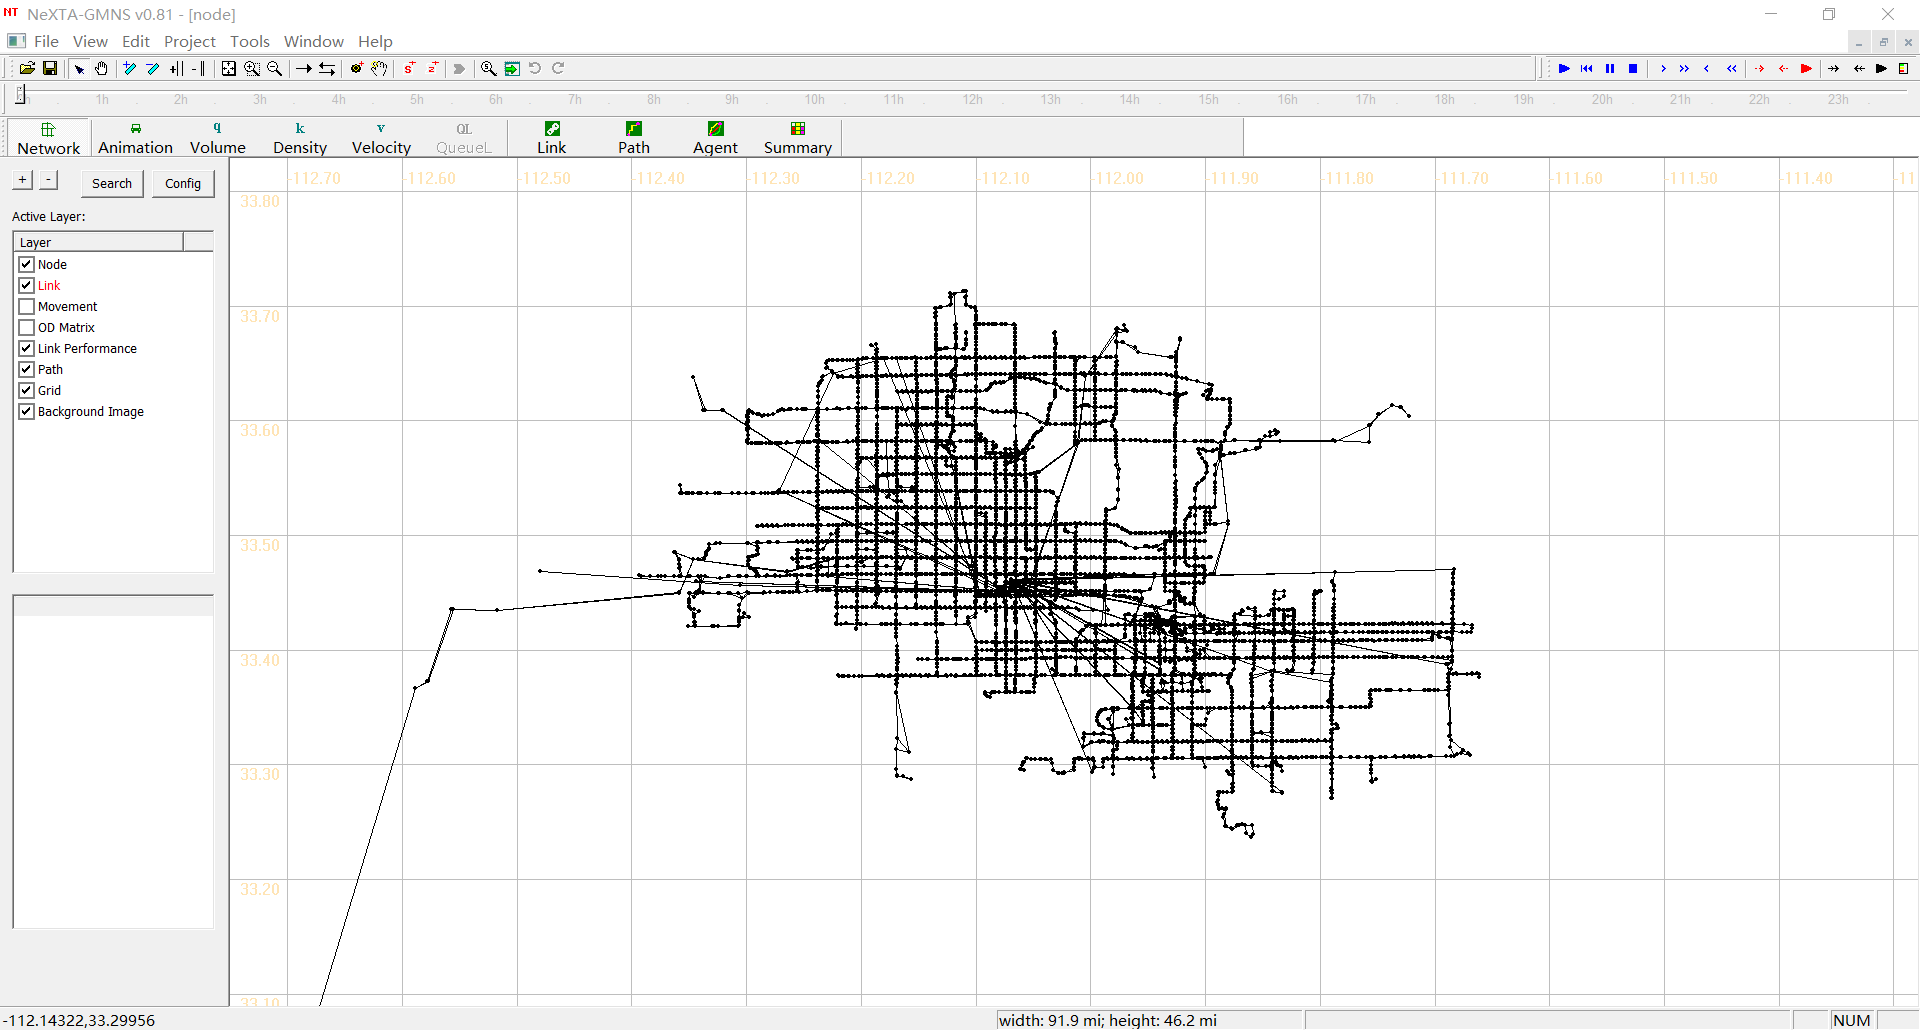 NT NeXTA-GMNS v0.81 - [node]
File View Edit Project Tools Window Help
1h 2h 3h 4h 5h 6h 7h 8h 9h 10h 11h 12h 13h 14h 15h 16h 17h 18h 19h 20h 21h 22h 23h
q k v QL
Network Animation Volume Density Velocity QueueL Link Path Agent Summary
+ - Search Config
Active Layer:
Layer
Node
Link
Movement
OD Matrix
Link Performance
Path
Grid
Background Image
-112.70 -112.60 -112.50 -112.40 -112.30 -112.20 -112.10 -112.00 -111.90 -111.80 -111.70 -111.60 -111.50 -111.40 -11
33.80
33.70
33.60
33.50
33.40
33.30
33.20
33.10
-112.14322,33.29956 width: 91.9 mi; height: 46.2 mi NUM